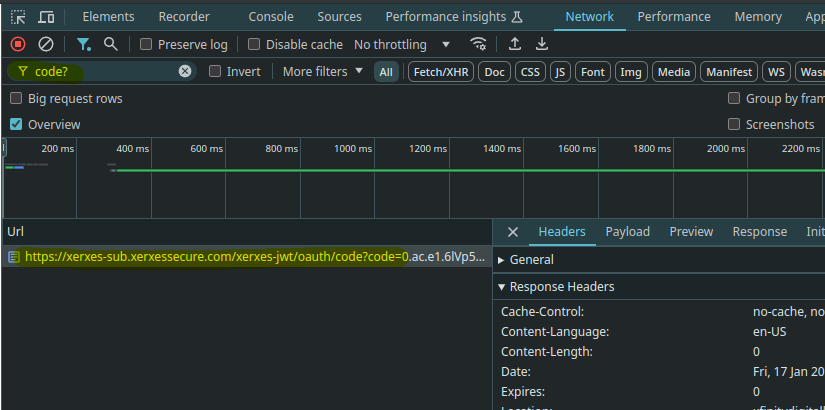 Elements Recorder Console Sources Performance insights Network Performance Memory
Preserve log Disable cache No throttling
code? Invert More filters All Fetch/XHR Doc CSS JS Font Img Media Manifest WS
Big request rows Group by fram
Overview Screenshots
200 ms 400 ms 600 ms 800 ms 1000 ms 1200 ms 1400 ms 1600 ms 1800 ms 2000 ms 2200 ms
Url Headers Payload Preview Response
https://xerxes-sub.xerxessecure.com/xerxes-jwt/oauth/code?code=0.ac.e1.6lVp5... General
Response Headers
Cache-Control: no-cache, no
Content-Language: en-US
Content-Length: 0
Date: Fri, 17 Jan 20
Expires: 0